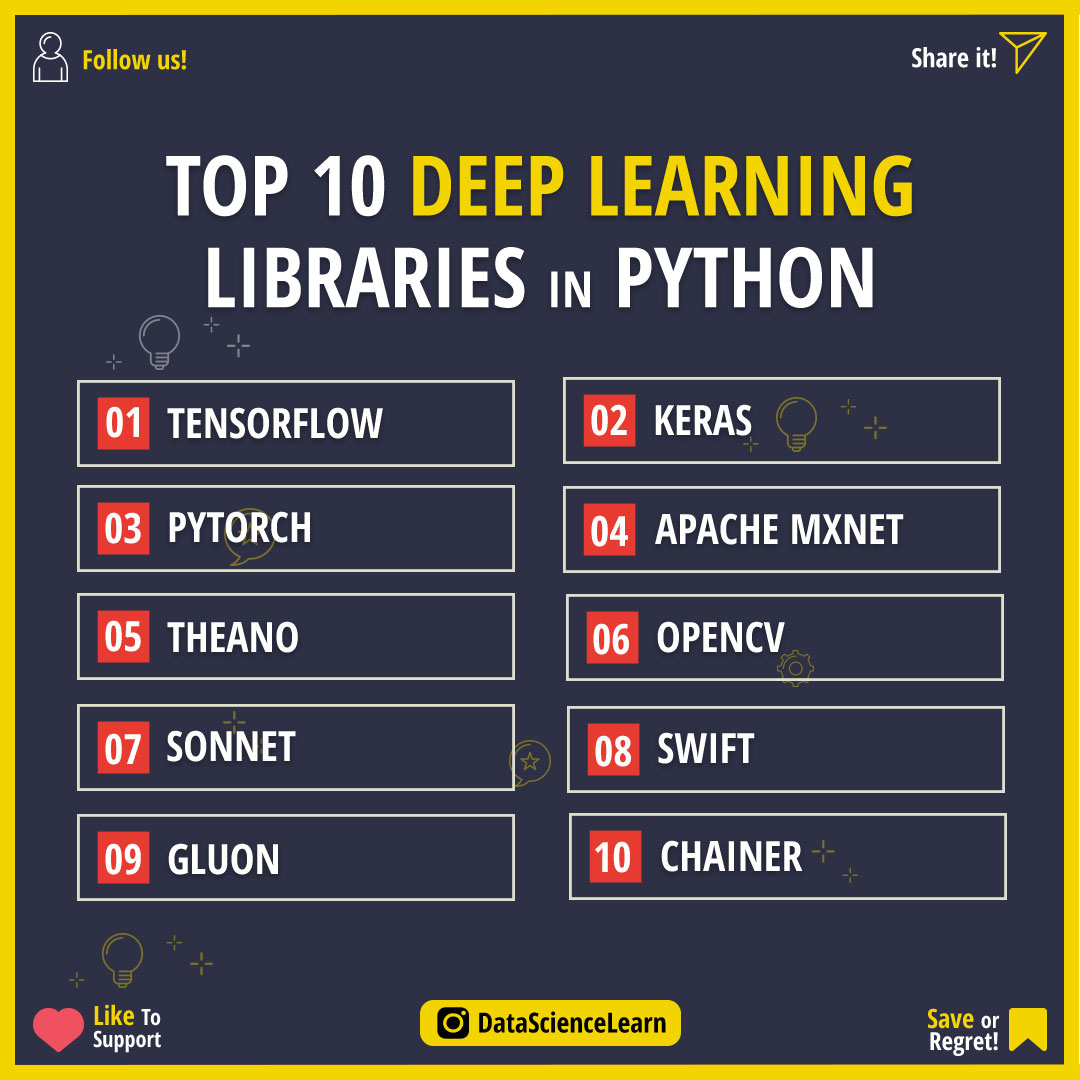 Follow us!
Share it!
TOP 10 DEEP LEARNING
LIBRARIES IN PYTHON
01 TENSORFLOW
02 KERAS
03 PYTORCH
04 APACHE MXNET
05 THEANO
06 OPENCV
07 SONNET
08 SWIFT
09 GLUON
10 CHAINER
Like To
Support
DataScienceLearn
Save or
Regret!